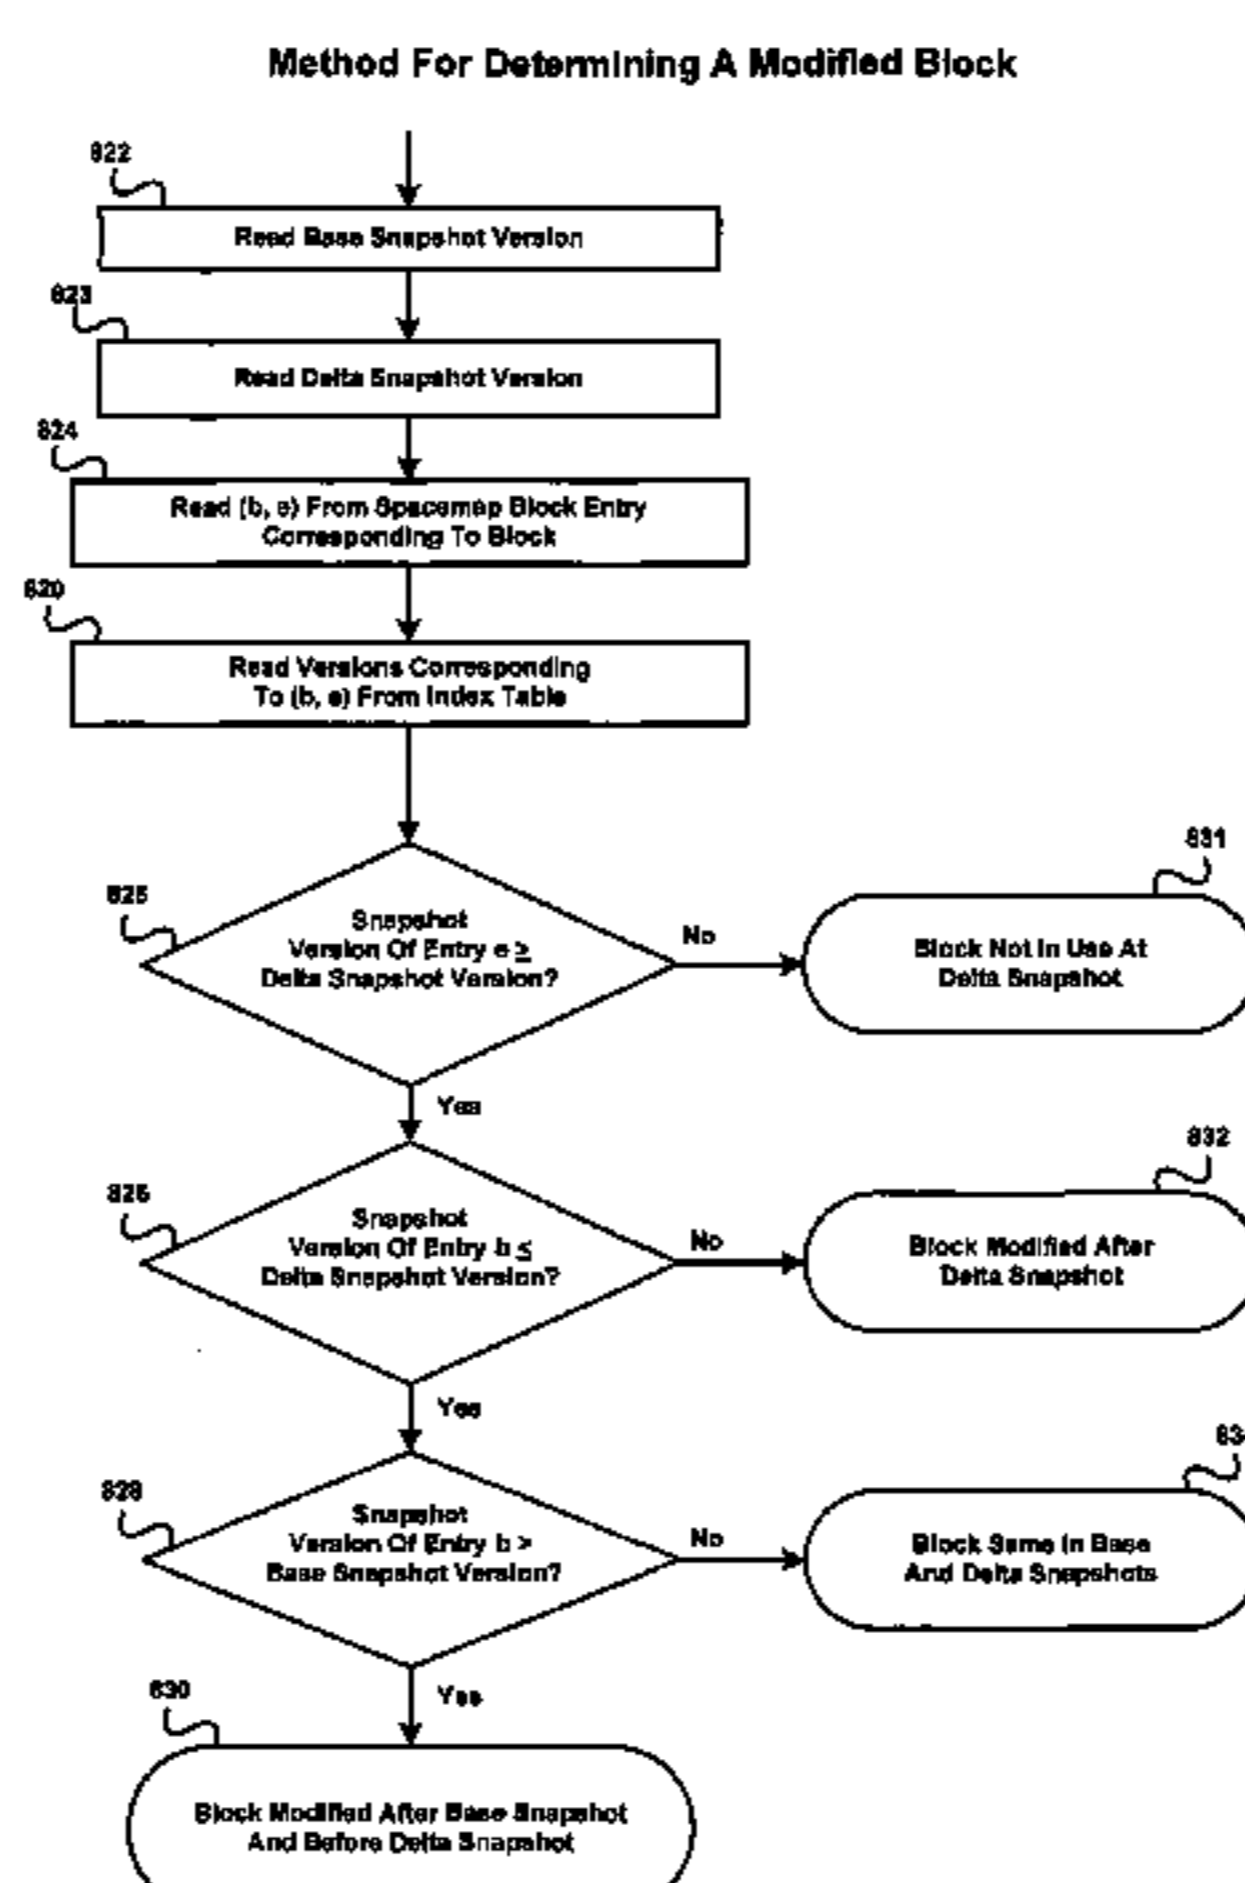 Method For Determining A Modified Block
822
Read Base Snapshot Version
823
Read Delta Snapshot Version
824
Read (b, e) From Spacemap Block Entry
Corresponding To Block
820
Read Versions Corresponding
To (b, e) From Index Table
825
Snapshot
Version Of Entry e ≥
Delta Snapshot Version?
No
831
Block Not In Use At
Delta Snapshot
Yes
826
Snapshot
Version Of Entry b ≤
Delta Snapshot Version?
No
832
Block Modified After
Delta Snapshot
Yes
828
Snapshot
Version Of Entry b >
Base Snapshot Version?
No
Block Same In Base
And Delta Snapshots
Yes
830
Block Modified After Base Snapshot
And Before Delta Snapshot